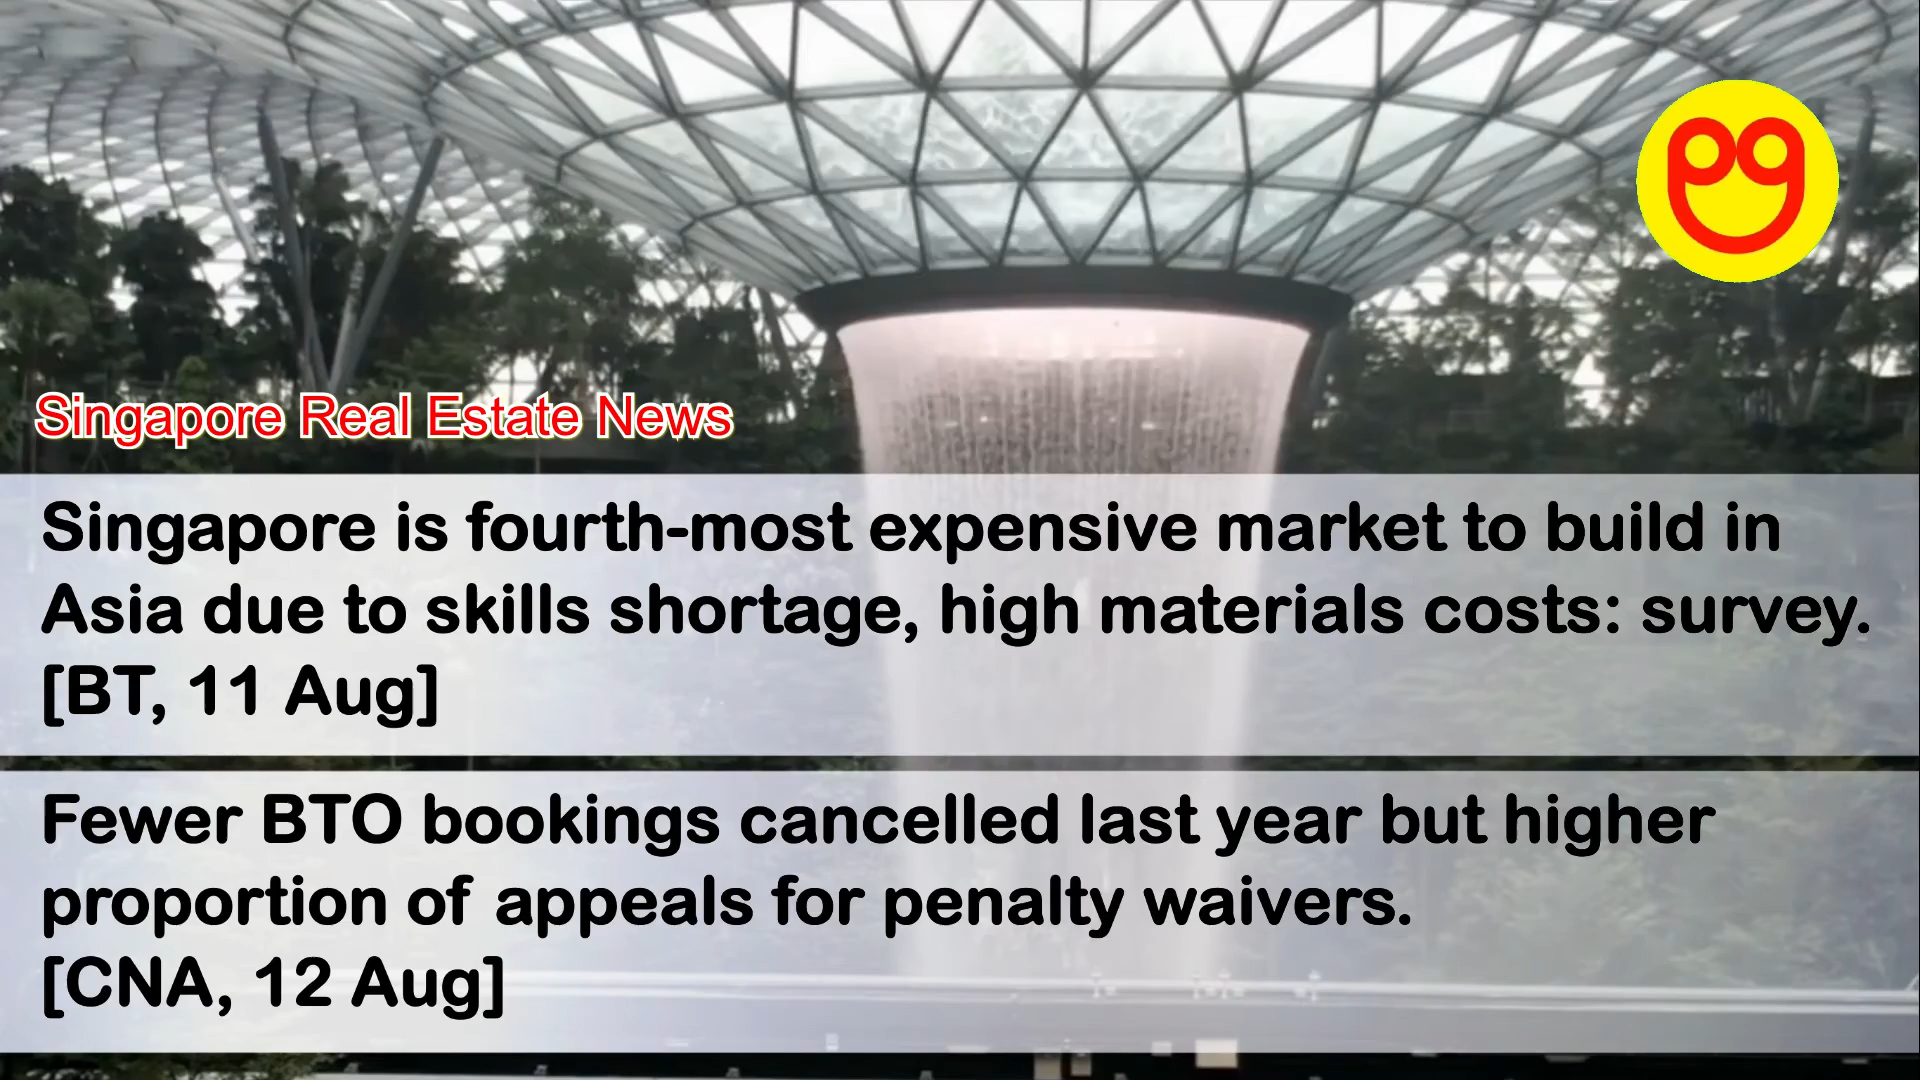 Singapore Real Estate News
Singapore is fourth-most expensive market to build in
Asia due to skills shortage, high materials costs: survey.
[BT, 11 Aug]
Fewer BTO bookings cancelled last year but higher
proportion of appeals for penalty waivers.
[CNA, 12 Aug]